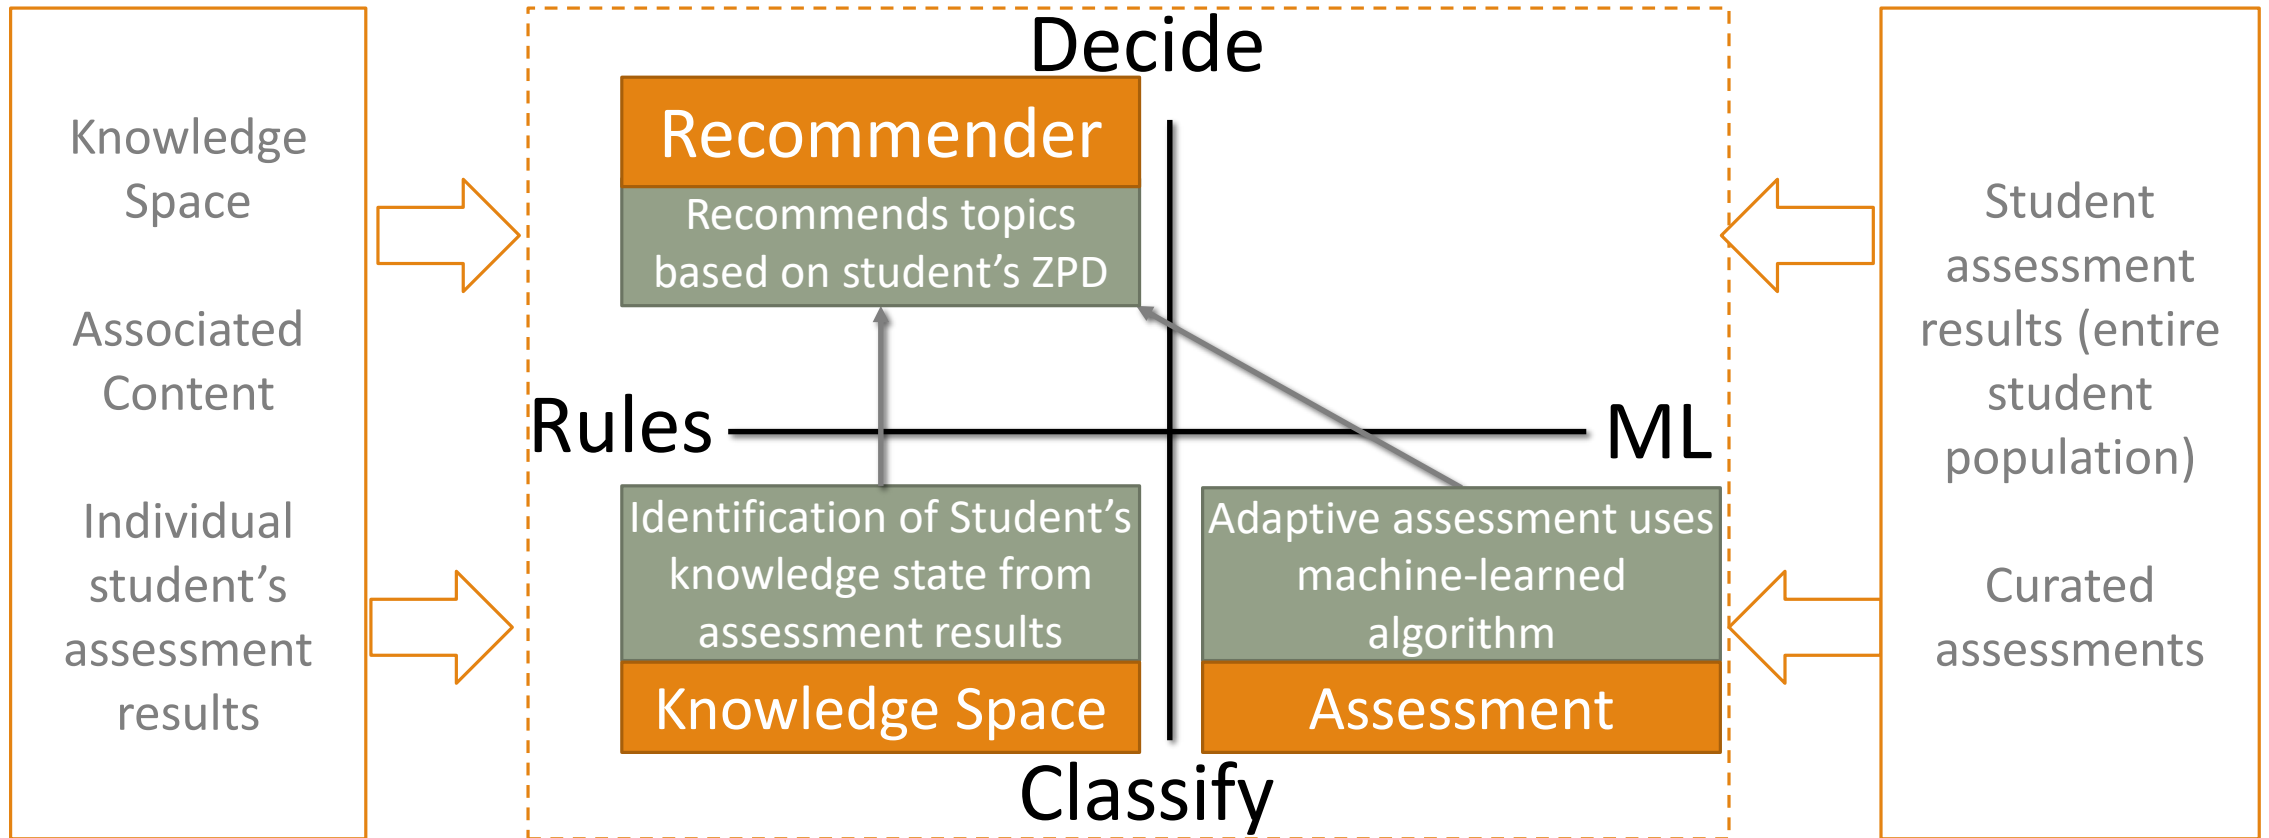 Knowledge
Space
Associated
Content
Individual
student’s
assessment
results
Decide
Recommender
Recommends topics
based on student’s ZPD
Rules
ML
Identification of Student’s
knowledge state from
assessment results
Knowledge Space
Adaptive assessment uses
machine-learned
algorithm
Assessment
Classify
Student
assessment
results (entire
student
population)
Curated
assessments